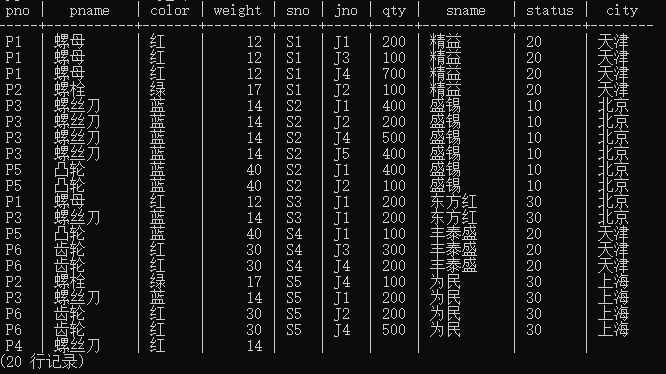 pno | pname | color | weight | sno | jno | qty | sname | status | city
P1 | 螺母 | 红 | 12 | S1 | J1 | 200 | 精益 | 20 | 天津
P1 | 螺母 | 红 | 12 | S1 | J3 | 100 | 精益 | 20 | 天津
P1 | 螺母 | 红 | 12 | S1 | J4 | 700 | 精益 | 20 | 天津
P2 | 螺栓 | 绿 | 17 | S1 | J2 | 100 | 精益 | 20 | 天津
P3 | 螺丝刀 | 蓝 | 14 | S2 | J1 | 400 | 盛锡 | 10 | 北京
P3 | 螺丝刀 | 蓝 | 14 | S2 | J2 | 200 | 盛锡 | 10 | 北京
P3 | 螺丝刀 | 蓝 | 14 | S2 | J4 | 500 | 盛锡 | 10 | 北京
P3 | 螺丝刀 | 蓝 | 14 | S2 | J5 | 400 | 盛锡 | 10 | 北京
P5 | 凸轮 | 蓝 | 40 | S2 | J1 | 400 | 盛锡 | 10 | 北京
P5 | 凸轮 | 蓝 | 40 | S2 | J2 | 100 | 盛锡 | 10 | 北京
P1 | 螺母 | 红 | 12 | S3 | J1 | 200 | 东方红 | 30 | 北京
P3 | 螺丝刀 | 蓝 | 14 | S3 | J1 | 200 | 东方红 | 30 | 北京
P5 | 凸轮 | 蓝 | 40 | S4 | J1 | 100 | 丰泰盛 | 20 | 天津
P6 | 齿轮 | 红 | 30 | S4 | J3 | 300 | 丰泰盛 | 20 | 天津
P6 | 齿轮 | 红 | 30 | S4 | J4 | 200 | 丰泰盛 | 20 | 天津
P2 | 螺栓 | 绿 | 17 | S5 | J4 | 100 | 为民 | 30 | 上海
P3 | 螺丝刀 | 蓝 | 14 | S5 | J1 | 200 | 为民 | 30 | 上海
P6 | 齿轮 | 红 | 30 | S5 | J2 | 200 | 为民 | 30 | 上海
P6 | 齿轮 | 红 | 30 | S5 | J4 | 500 | 为民 | 30 | 上海
P4 | 螺丝刀 | 红 | 14 | | | | | |
(20 行记录)